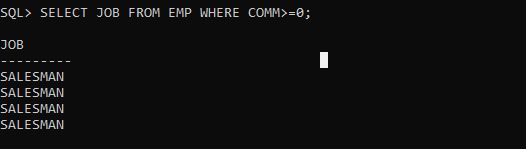 SQL> SELECT JOB FROM EMP WHERE COMM>=0;
JOB
---------
SALESMAN
SALESMAN
SALESMAN
SALESMAN